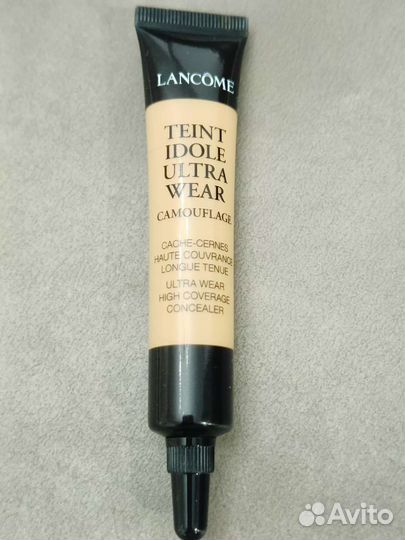 LANCÔME
TEINT
IDOLE
ULTRA
WEAR
CAMOUFLAGE
CACHE-CERNES
HAUTE COUVRANCE
LONGUE TENUE
ULTRA WEAR
HIGH COVERAGE
CONCEALER
Avito